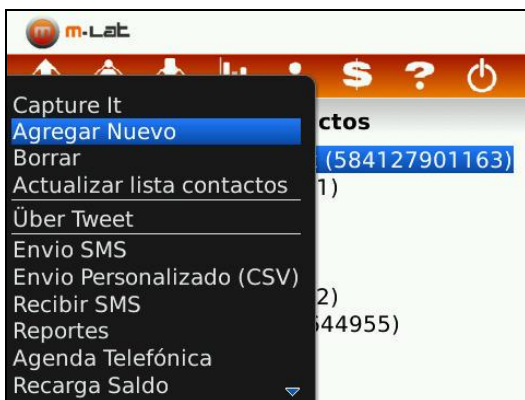 m-Lat
$ ?
Capture It
Agregar Nuevo
Borrar
Actualizar lista contactos
Über Tweet
Envio SMS
Envio Personalizado (CSV)
Recibir SMS
Reportes
Agenda Telefónica
Recarga Saldo
ctos
(584127901163)
1)
2)
544955)